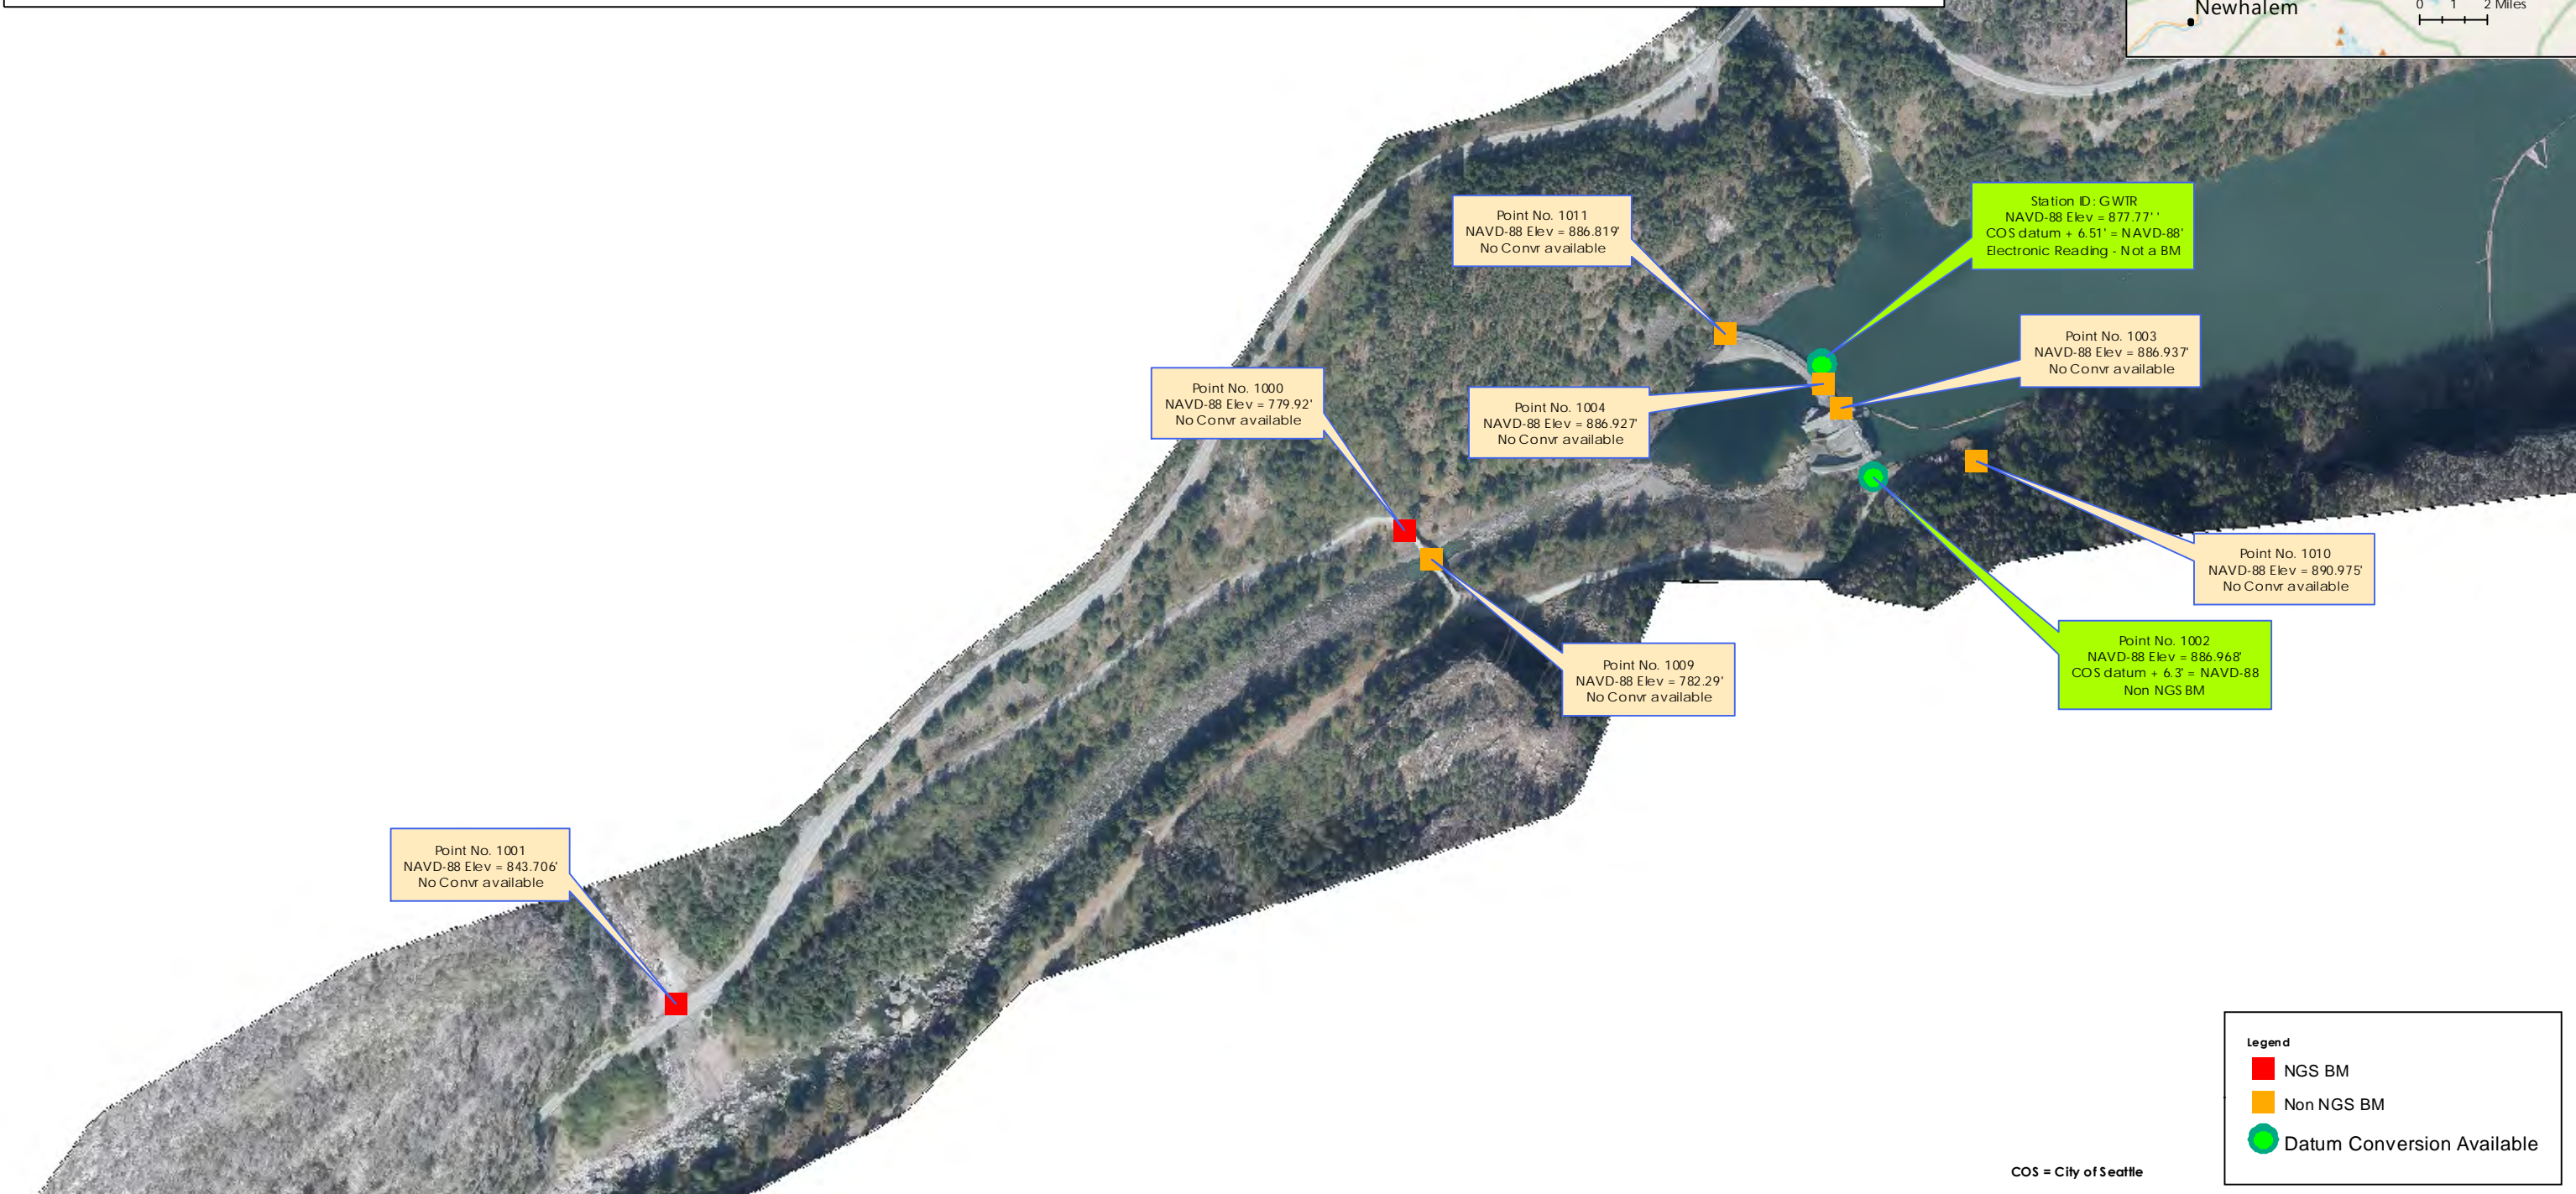 Newhalem
0 1 2 Miles
Point No. 1011
NAVD-88 Elev = 886.819'
No Convr available
Station ID: GWTR
NAVD-88 Elev = 877.77' '
COS datum + 6.51' = NAVD-88'
Electronic Reading - Not a BM
Point No. 1003
NAVD-88 Elev = 886.937'
No Convr available
Point No. 1000
NAVD-88 Elev = 779.92'
No Convr available
Point No. 1004
NAVD-88 Elev = 886.927'
No Convr available
Point No. 1010
NAVD-88 Elev = 890.975'
No Convr available
Point No. 1002
NAVD-88 Elev = 886.968'
COS datum + 6.3' = NAVD-88
Non NGS BM
Point No. 1009
NAVD-88 Elev = 782.29'
No Convr available
Point No. 1001
NAVD-88 Elev = 843.706'
No Convr available
Legend
NGS BM
Non NGS BM
Datum Conversion Available
COS = City of Seattle